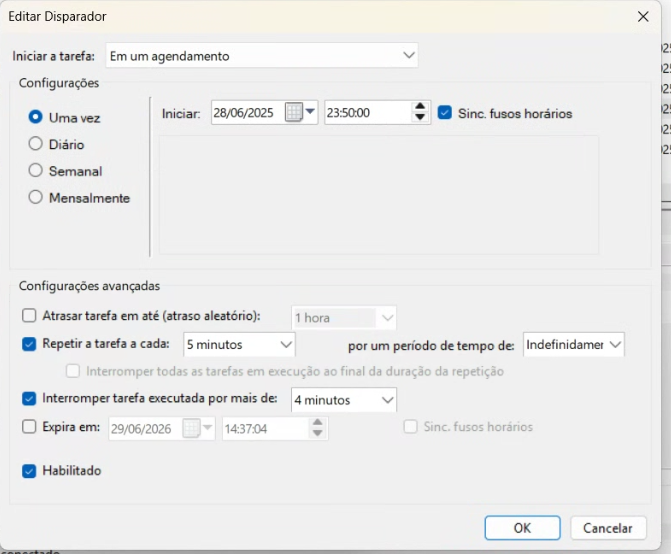 Editar Disparador
Iniciar a tarefa: Em um agendamento
Configurações
Uma vez
Iniciar: 28/06/2025 23:50:00 Sinc. fusos horários
Diário
Semanal
Mensalmente
Configurações avançadas
Atrasar tarefa em até (atraso aleatório): 1 hora
Repetir a tarefa a cada: 5 minutos por um período de tempo de: Indefinidamer
Interromper todas as tarefas em execução ao final da duração da repetição
Interromper tarefa executada por mais de: 4 minutos
Expira em: 29/06/2026 14:37:04 Sinc. fusos horários
Habilitado
OK Cancelar